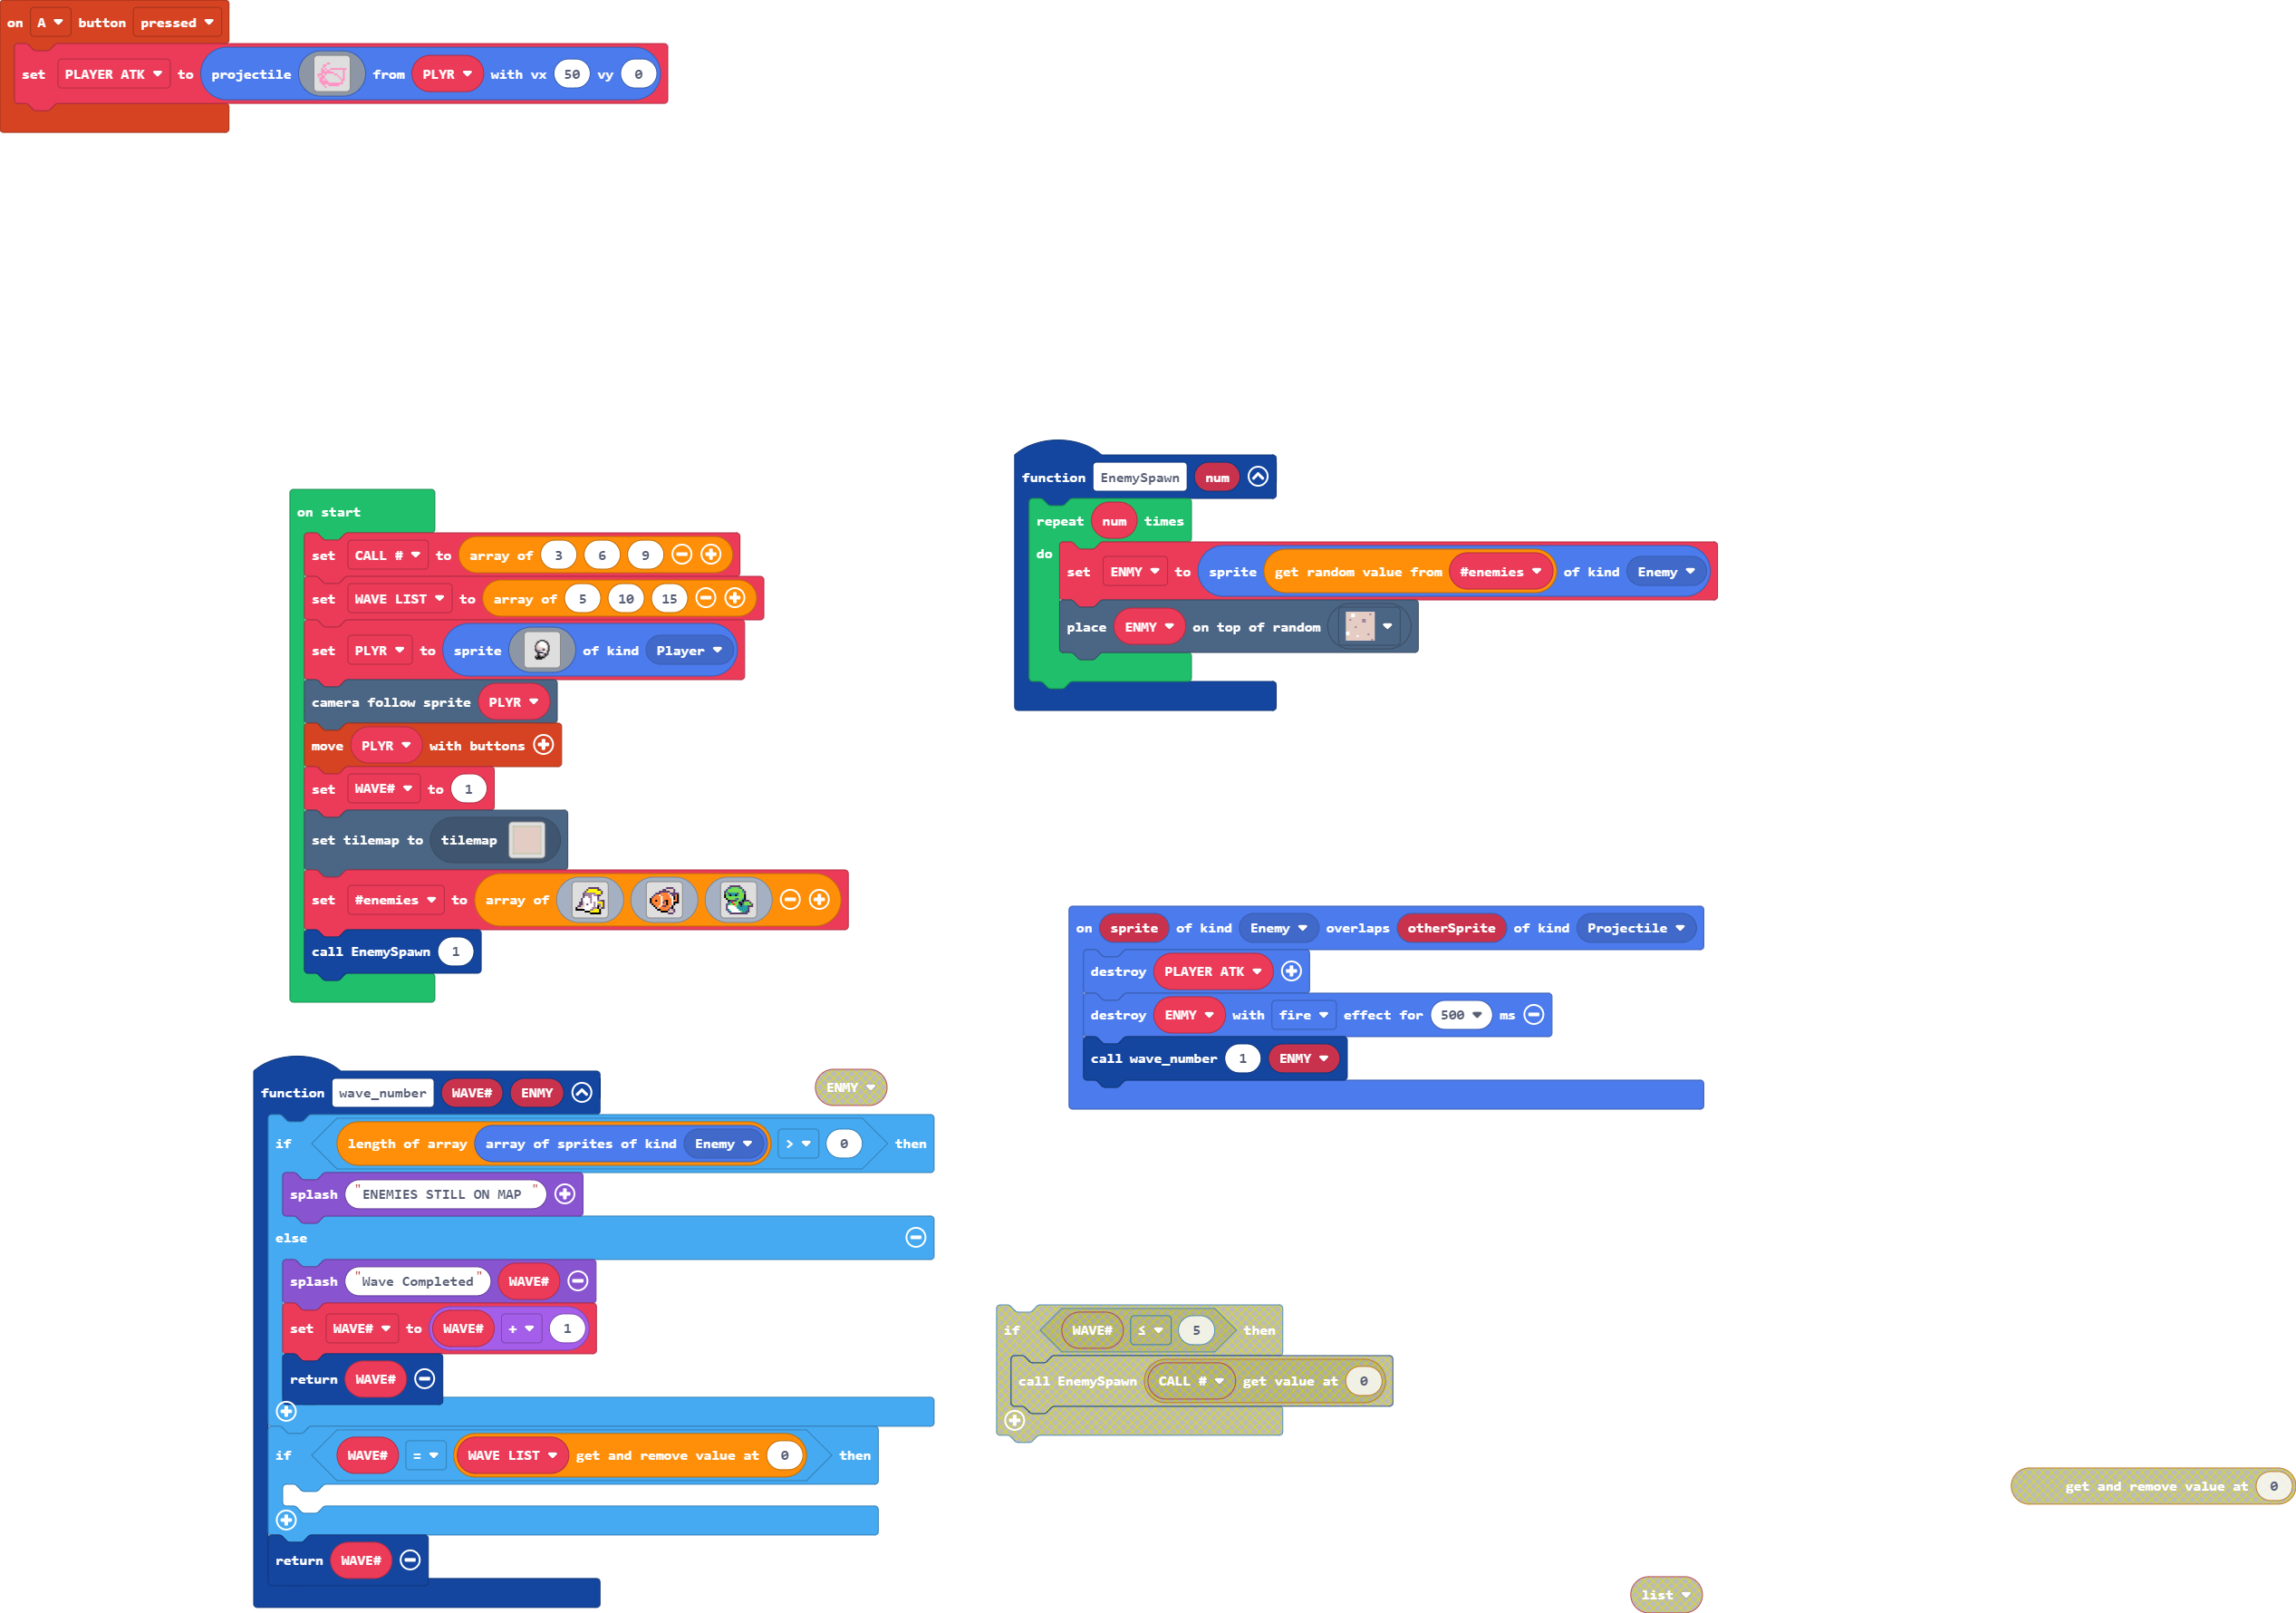 on A button pressed
set PLAYER ATK to projectile from PLYR with vx 50 vy 0
function EnemySpawn num
repeat num times
do
set ENMY to sprite get random value from #enemies of kind Enemy
place ENMY on top of random
on start
set CALL # to array of 3 6 9
set WAVE LIST to array of 5 10 15
set PLYR to sprite of kind Player
camera follow sprite PLYR
move PLYR with buttons
set WAVE# to 1
set tilemap to tilemap
set #enemies to array of
call EnemySpawn 1
on sprite of kind Enemy overlaps otherSprite of kind Projectile
destroy PLAYER ATK
destroy ENMY with fire effect for 500 ms
call wave_number 1 ENMY
function wave_number WAVE# ENMY
ENMY
if length of array array of sprites of kind Enemy > 0 then
splash "ENEMIES STILL ON MAP "
else
splash "Wave Completed" WAVE#
set WAVE# to WAVE# + 1
return WAVE#
if WAVE# = WAVE LIST get and remove value at 0 then
return WAVE#
if WAVE# ≤ 5 then
call EnemySpawn CALL # get value at 0
get and remove value at 0
list